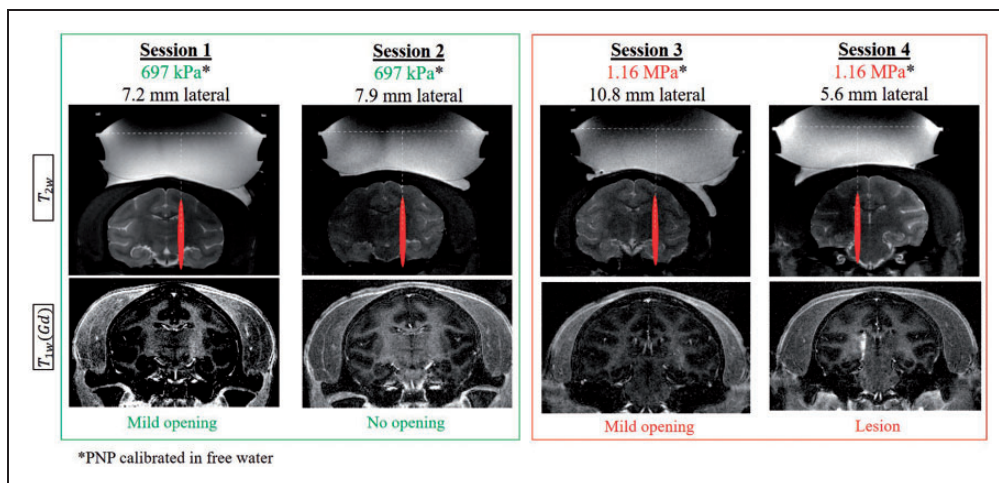 Session 1
697 kPa*
7.2 mm lateral
Session 2
697 kPa*
7.9 mm lateral
Session 3
1.16 MPa*
10.8 mm lateral
Session 4
1.16 MPa*
5.6 mm lateral
T2w
T1w(Gd)
Mild opening
No opening
Mild opening
Lesion
*PNP calibrated in free water